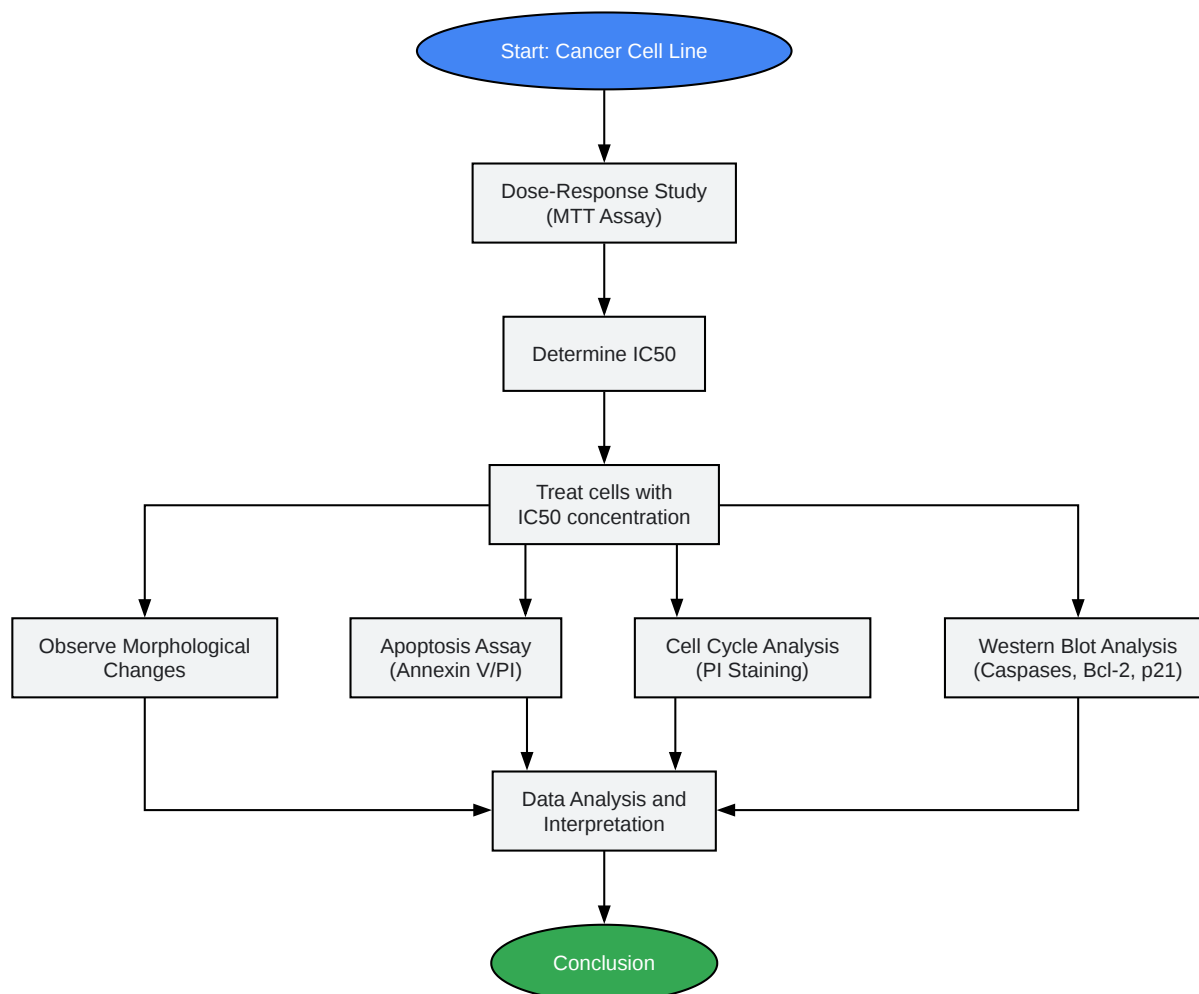 Start: Cancer Cell Line
Dose-Response Study
(MTT Assay)
Determine IC50
Treat cells with
IC50 concentration
Observe Morphological
Changes
Apoptosis Assay
(Annexin V/PI)
Cell Cycle Analysis
(PI Staining)
Western Blot Analysis
(Caspases, Bcl-2, p21)
Data Analysis and
Interpretation
Conclusion